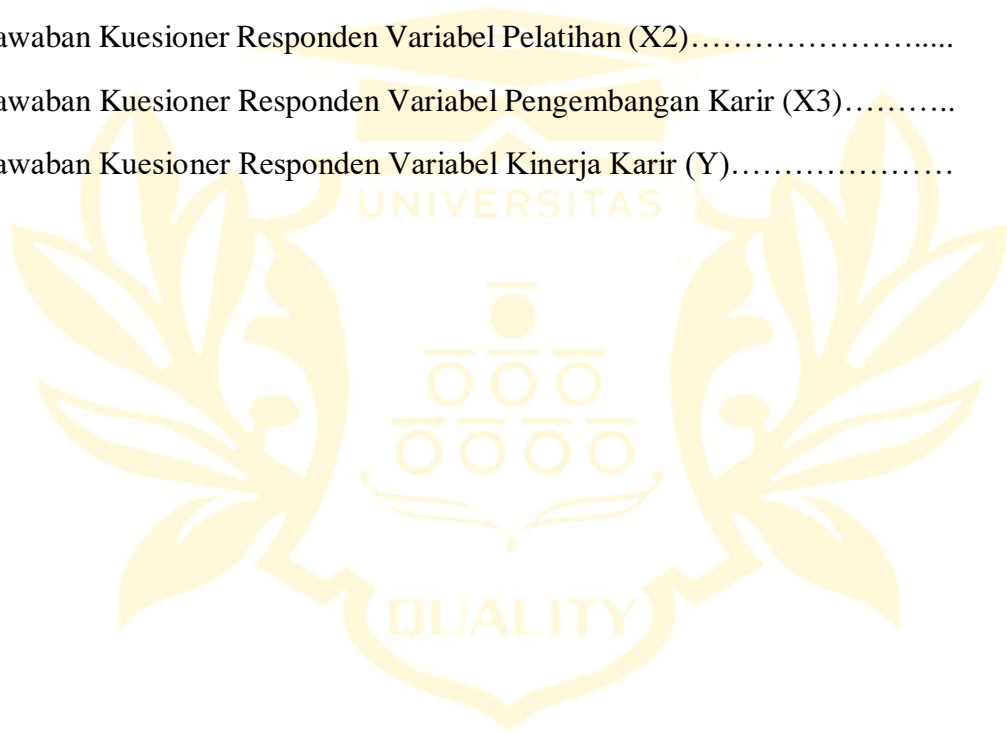 awaban Kuesioner Responden Variabel Pelatihan (X2)…………………......
awaban Kuesioner Responden Variabel Pengembangan Karir (X3)………..
awaban Kuesioner Responden Variabel Kinerja Karir (Y)…………………
UNIVERSITAS
QUALITY